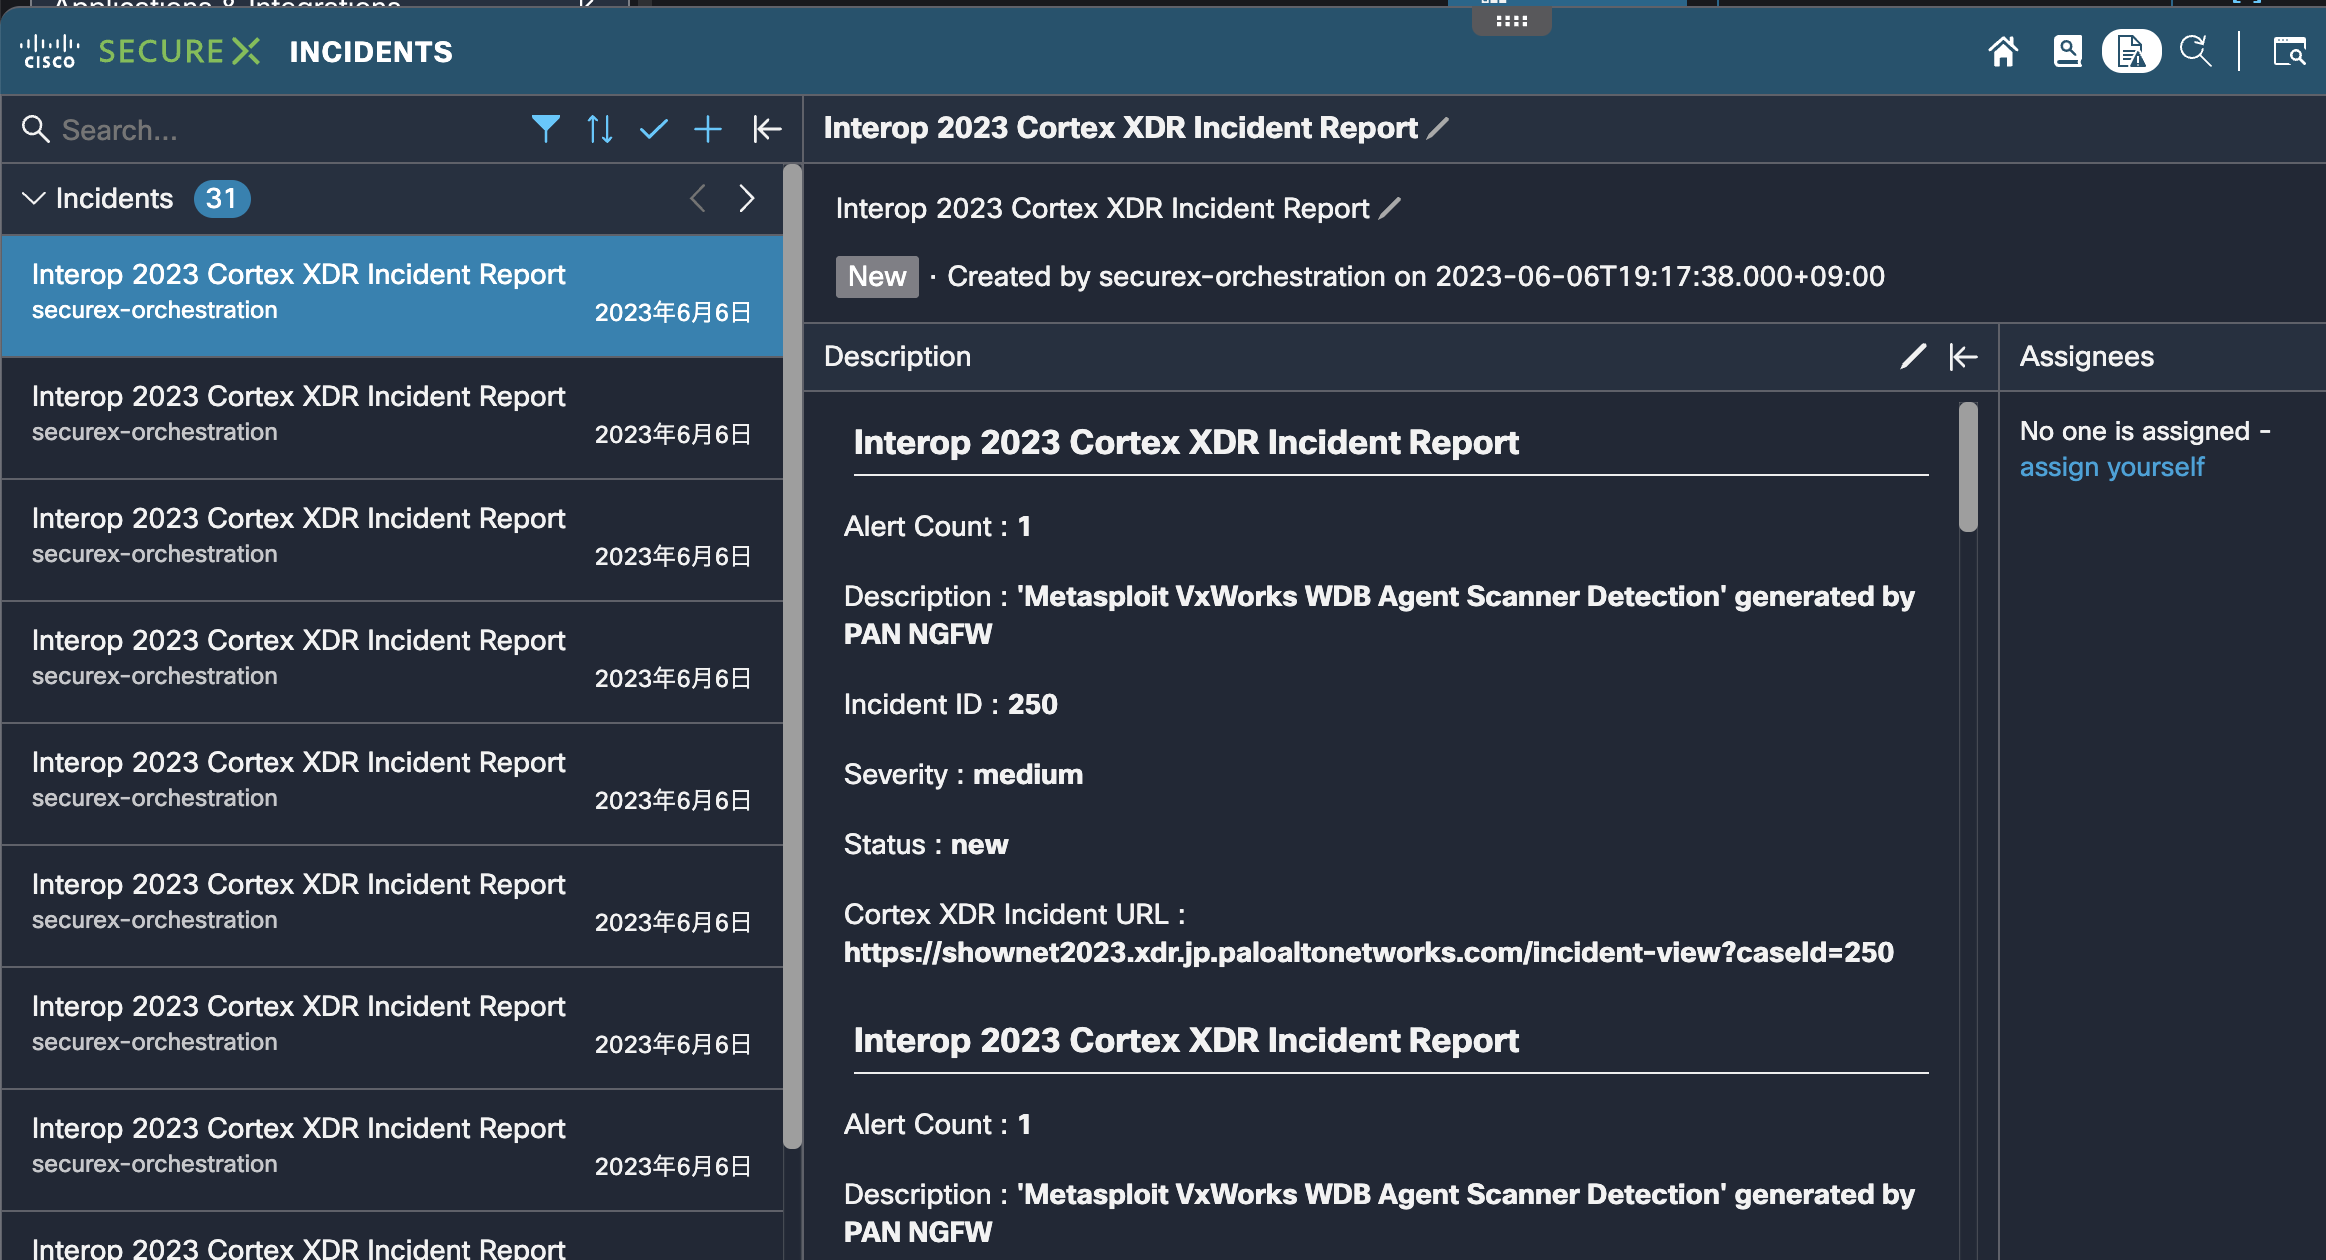 Applications & Integrations
CISCO SECURE X INCIDENTS
Search...
Incidents 31
Interop 2023 Cortex XDR Incident Report
securex-orchestration
2023年6月6日
Interop 2023 Cortex XDR Incident Report
securex-orchestration
2023年6月6日
Interop 2023 Cortex XDR Incident Report
securex-orchestration
2023年6月6日
Interop 2023 Cortex XDR Incident Report
securex-orchestration
2023年6月6日
Interop 2023 Cortex XDR Incident Report
securex-orchestration
2023年6月6日
Interop 2023 Cortex XDR Incident Report
securex-orchestration
2023年6月6日
Interop 2023 Cortex XDR Incident Report
securex-orchestration
2023年6月6日
Interop 2023 Cortex XDR Incident Report
securex-orchestration
2023年6月6日
Interop 2023 Cortex XDR Incident Report
Interop 2023 Cortex XDR Incident Report
Interop 2023 Cortex XDR Incident Report
New · Created by securex-orchestration on 2023-06-06T19:17:38.000+09:00
Description
Interop 2023 Cortex XDR Incident Report
Alert Count : 1
Description : 'Metasploit VxWorks WDB Agent Scanner Detection' generated by
PAN NGFW
Incident ID : 250
Severity : medium
Status : new
Cortex XDR Incident URL :
https://shownet2023.xdr.jp.paloaltonetworks.com/incident-view?caseId=250
Interop 2023 Cortex XDR Incident Report
Alert Count : 1
Description : 'Metasploit VxWorks WDB Agent Scanner Detection' generated by
PAN NGFW
Assignees
No one is assigned -
assign yourself